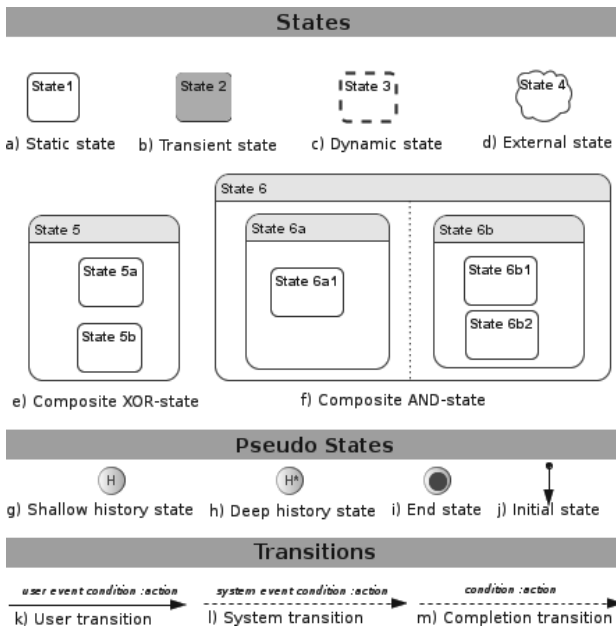 States
State1
State 2
State 3
State 4
a) Static state
b) Transient state
c) Dynamic state
d) External state
State 5
State 5a
State 5b
State 6
State 6a
State 6a1
State 6b
State 6b1
State 6b2
e) Composite XOR-state
f) Composite AND-state
Pseudo States
H
H*
g) Shallow history state
h) Deep history state
i) End state
j) Initial state
Transitions
user event condition :action
system event condition :action
condition :action
k) User transition
l) System transition
m) Completion transition